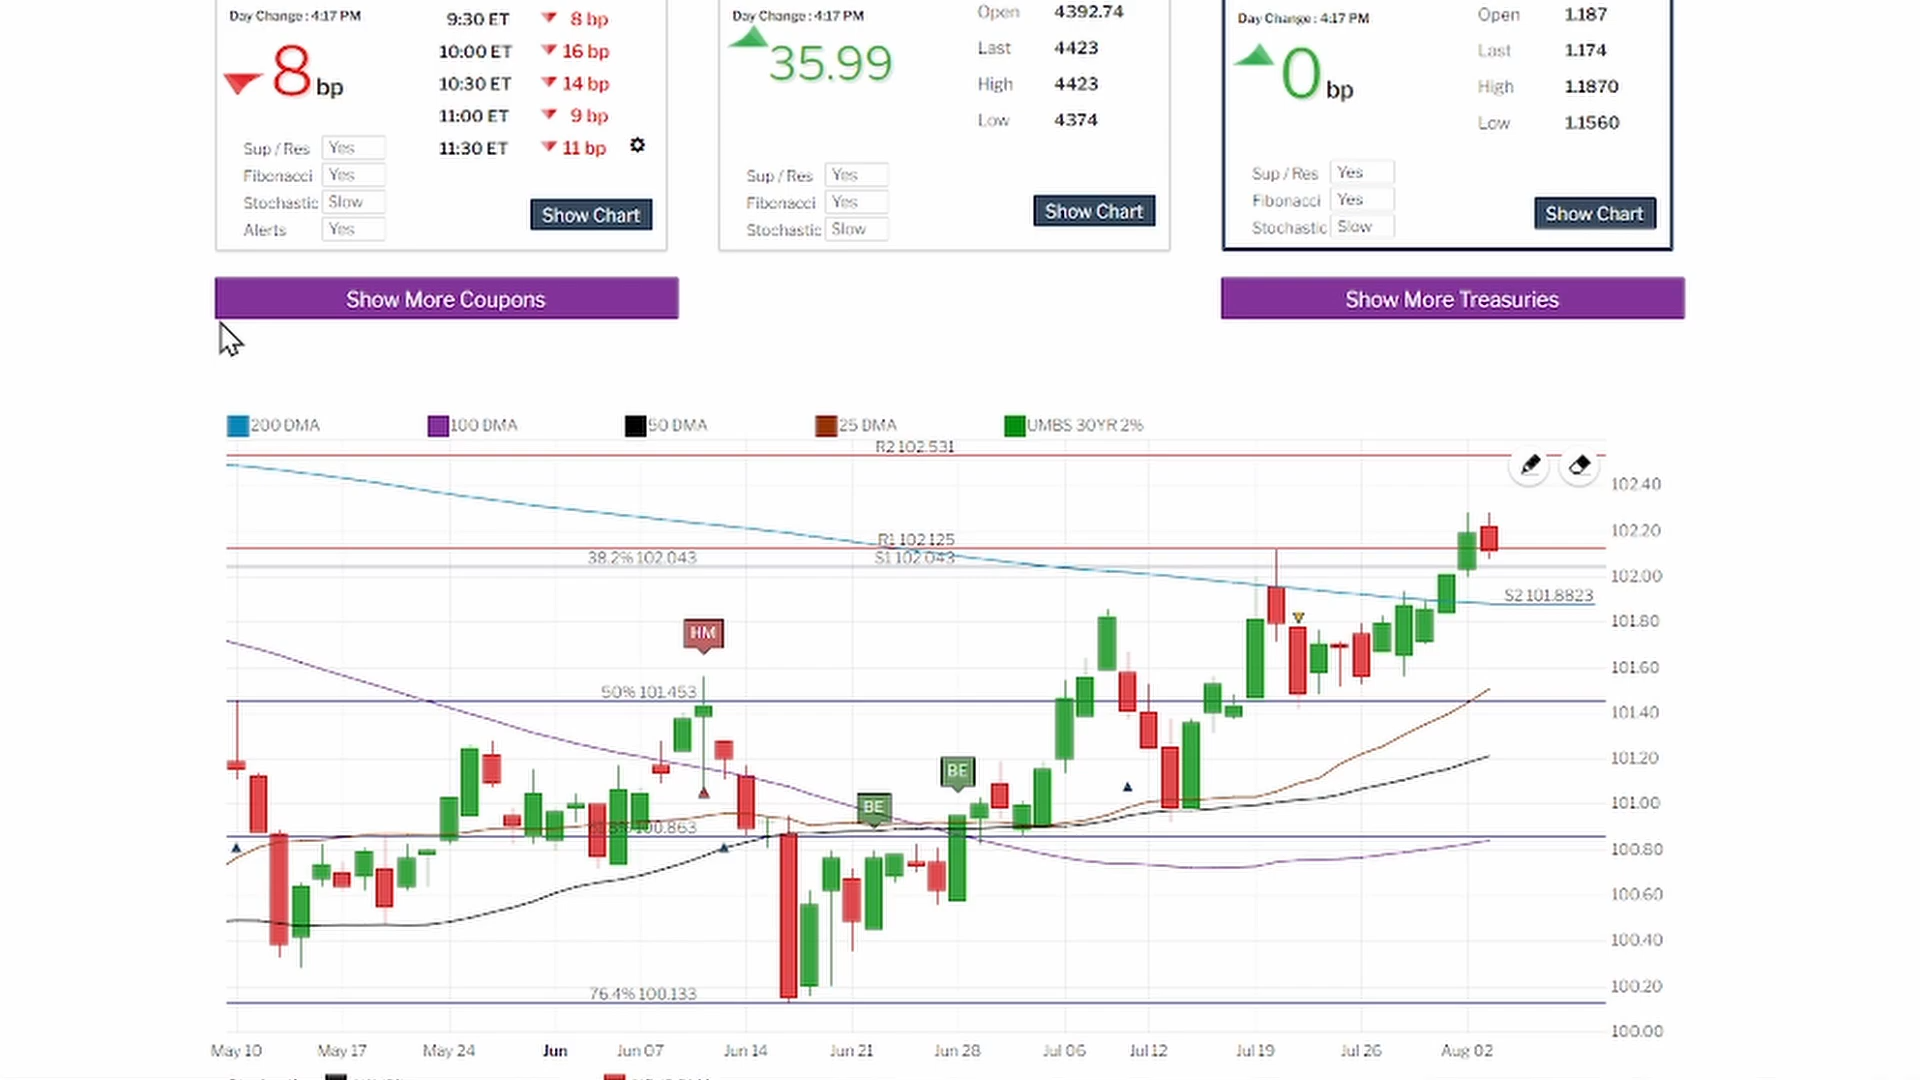 Day Change : 4:17 PM
8 bp
9:30 ET 8 bp
10:00 ET 16 bp
10:30 ET 14 bp
11:00 ET 9 bp
11:30 ET 11 bp
Sup / Res Yes
Fibonacci Yes
Stochastic Slow
Alerts Yes
Show Chart
Day Change : 4:17 PM
35.99
Open 4392.74
Last 4423
High 4423
Low 4374
Sup / Res Yes
Fibonacci Yes
Stochastic Slow
Show Chart
Day Change : 4:17 PM
0 bp
Open 1.187
Last 1.174
High 1.1870
Low 1.1560
Sup / Res Yes
Fibonacci Yes
Stochastic Slow
Show Chart
Show More Coupons
Show More Treasuries
200 DMA 100 DMA 50 DMA 25 DMA UMBS 30YR 2%
R2 102.531
102.40
102.20
R1 102.125
38.2% 102.043 S1 102.043
102.00
S2 101.8823
101.80
HM
101.60
50% 101.453
101.40
101.20
BE
BE
101.00
100.863
100.80
100.60
100.40
76.4% 100.133
100.20
100.00
May 10 May 17 May 24 Jun Jun 07 Jun 14 Jun 21 Jun 28 Jul 06 Jul 12 Jul 19 Jul 26 Aug 02